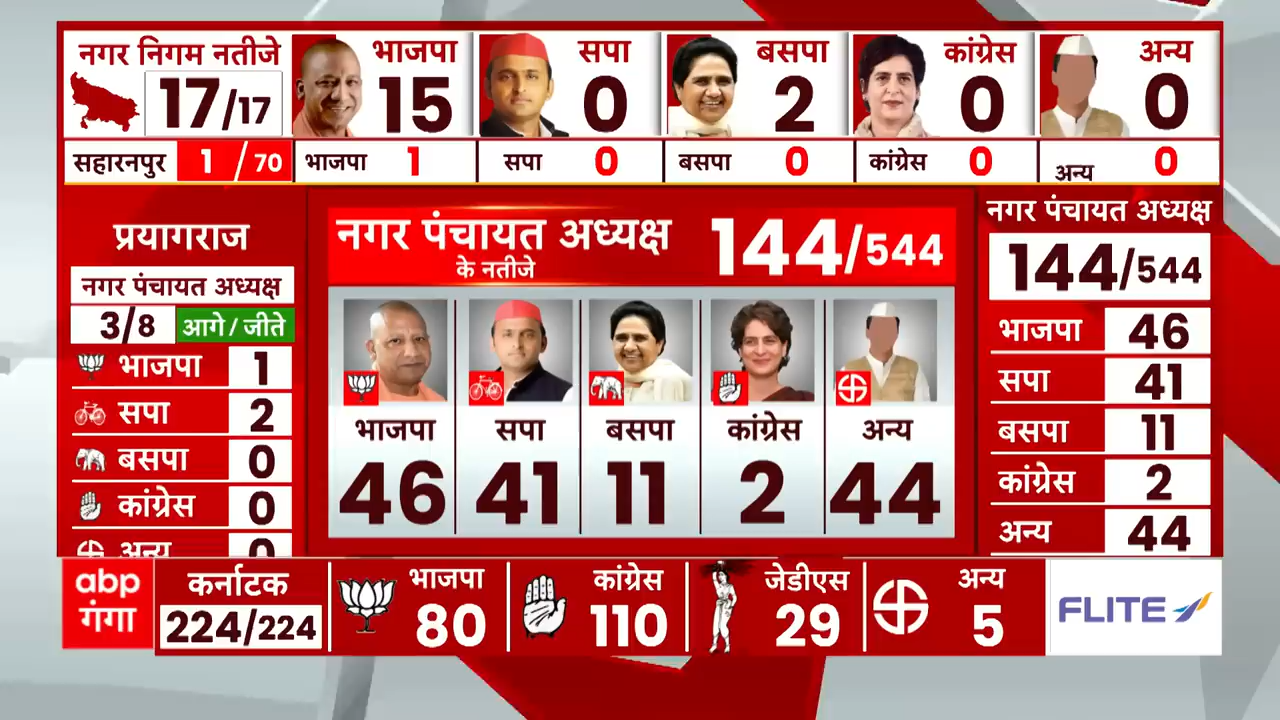 नगर निगम नतीजे
17/17
भाजपा
15
सपा
0
बसपा
2
कांग्रेस
0
अन्य
0
सहारनपुर 1 / 70
भाजपा 1
सपा 0
बसपा 0
कांग्रेस 0
अन्य 0
प्रयागराज
नगर पंचायत अध्यक्ष
3/8 आगे / जीते
भाजपा 1
सपा 2
बसपा 0
कांग्रेस 0
अन्य 0
नगर पंचायत अध्यक्ष
के नतीजे
144/544
भाजपा
46
सपा
41
बसपा
11
कांग्रेस
2
अन्य
44
नगर पंचायत अध्यक्ष
144/544
भाजपा 46
सपा 41
बसपा 11
कांग्रेस 2
अन्य 44
abp
गंगा
कर्नाटक
224/224
भाजपा
80
कांग्रेस
110
जेडीएस
29
अन्य
5
FLITE